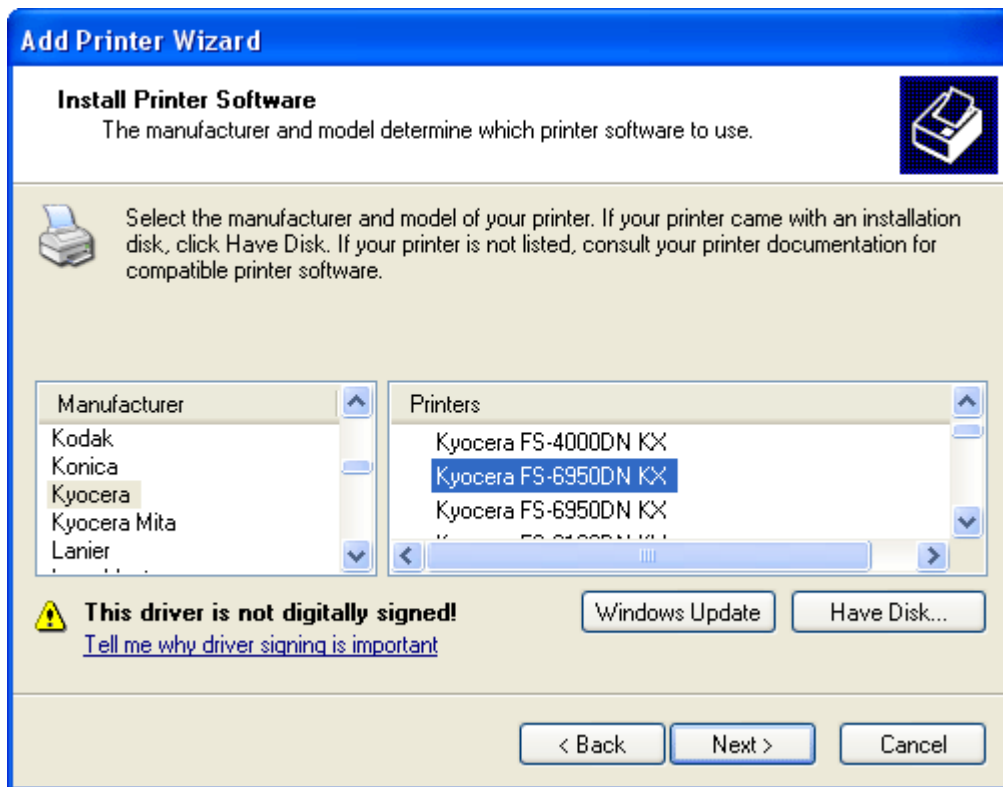 Add Printer Wizard
Install Printer Software
The manufacturer and model determine which printer software to use.
Select the manufacturer and model of your printer. If your printer came with an installation
disk, click Have Disk. If your printer is not listed, consult your printer documentation for
compatible printer software.
Manufacturer
Kodak
Konica
Kyocera
Kyocera Mita
Lanier
Printers
Kyocera FS-4000DN KX
Kyocera FS-6950DN KX
Kyocera FS-6950DN KX
This driver is not digitally signed!
Tell me why driver signing is important
Windows Update
Have Disk...
< Back
Next >
Cancel